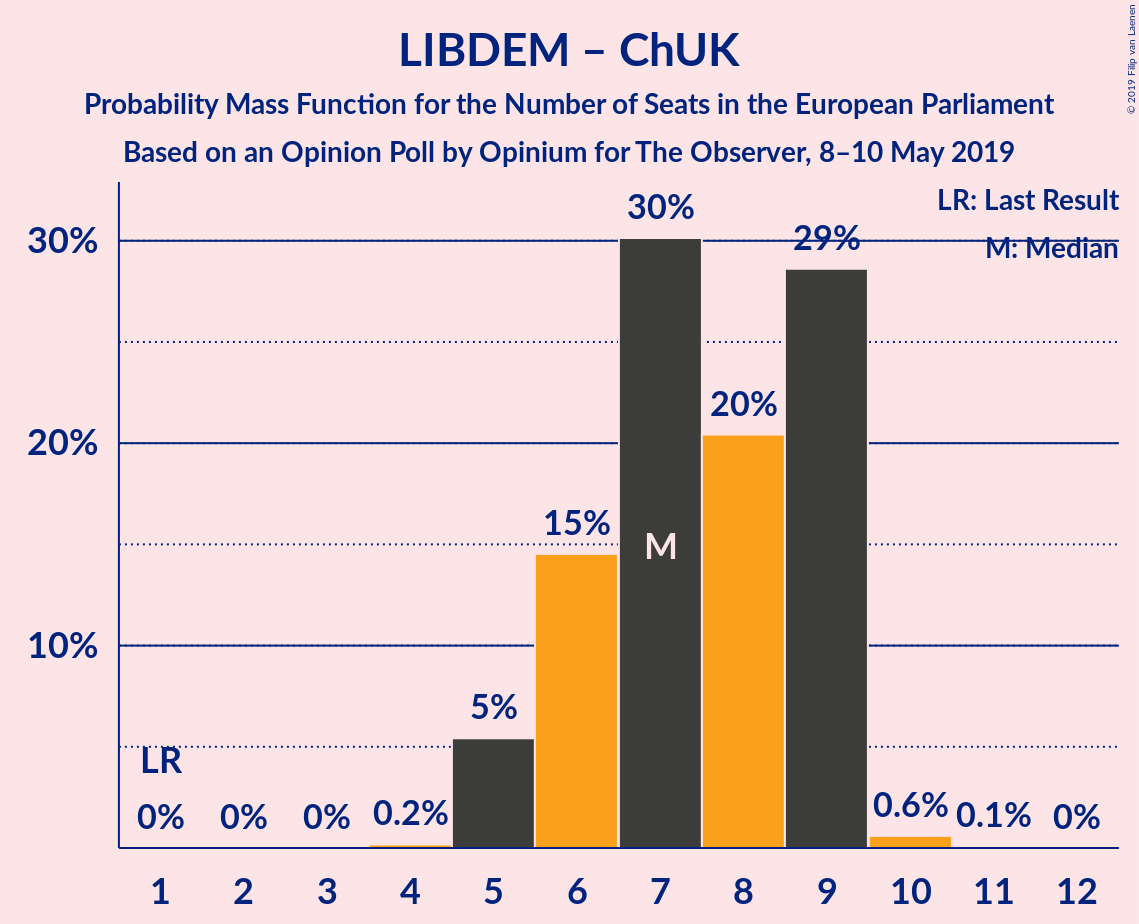 LIBDEM – ChUK
Probability Mass Function for the Number of Seats in the European Parliament
Based on an Opinion Poll by Opinium for The Observer, 8–10 May 2019
© 2019 Filip van Laenen
LR: Last Result
M: Median
30%
20%
10%
LR
0%
0%
0%
0.2%
5%
15%
30%
M
20%
29%
0.6%
0.1%
0%
1 2 3 4 5 6 7 8 9 10 11 12